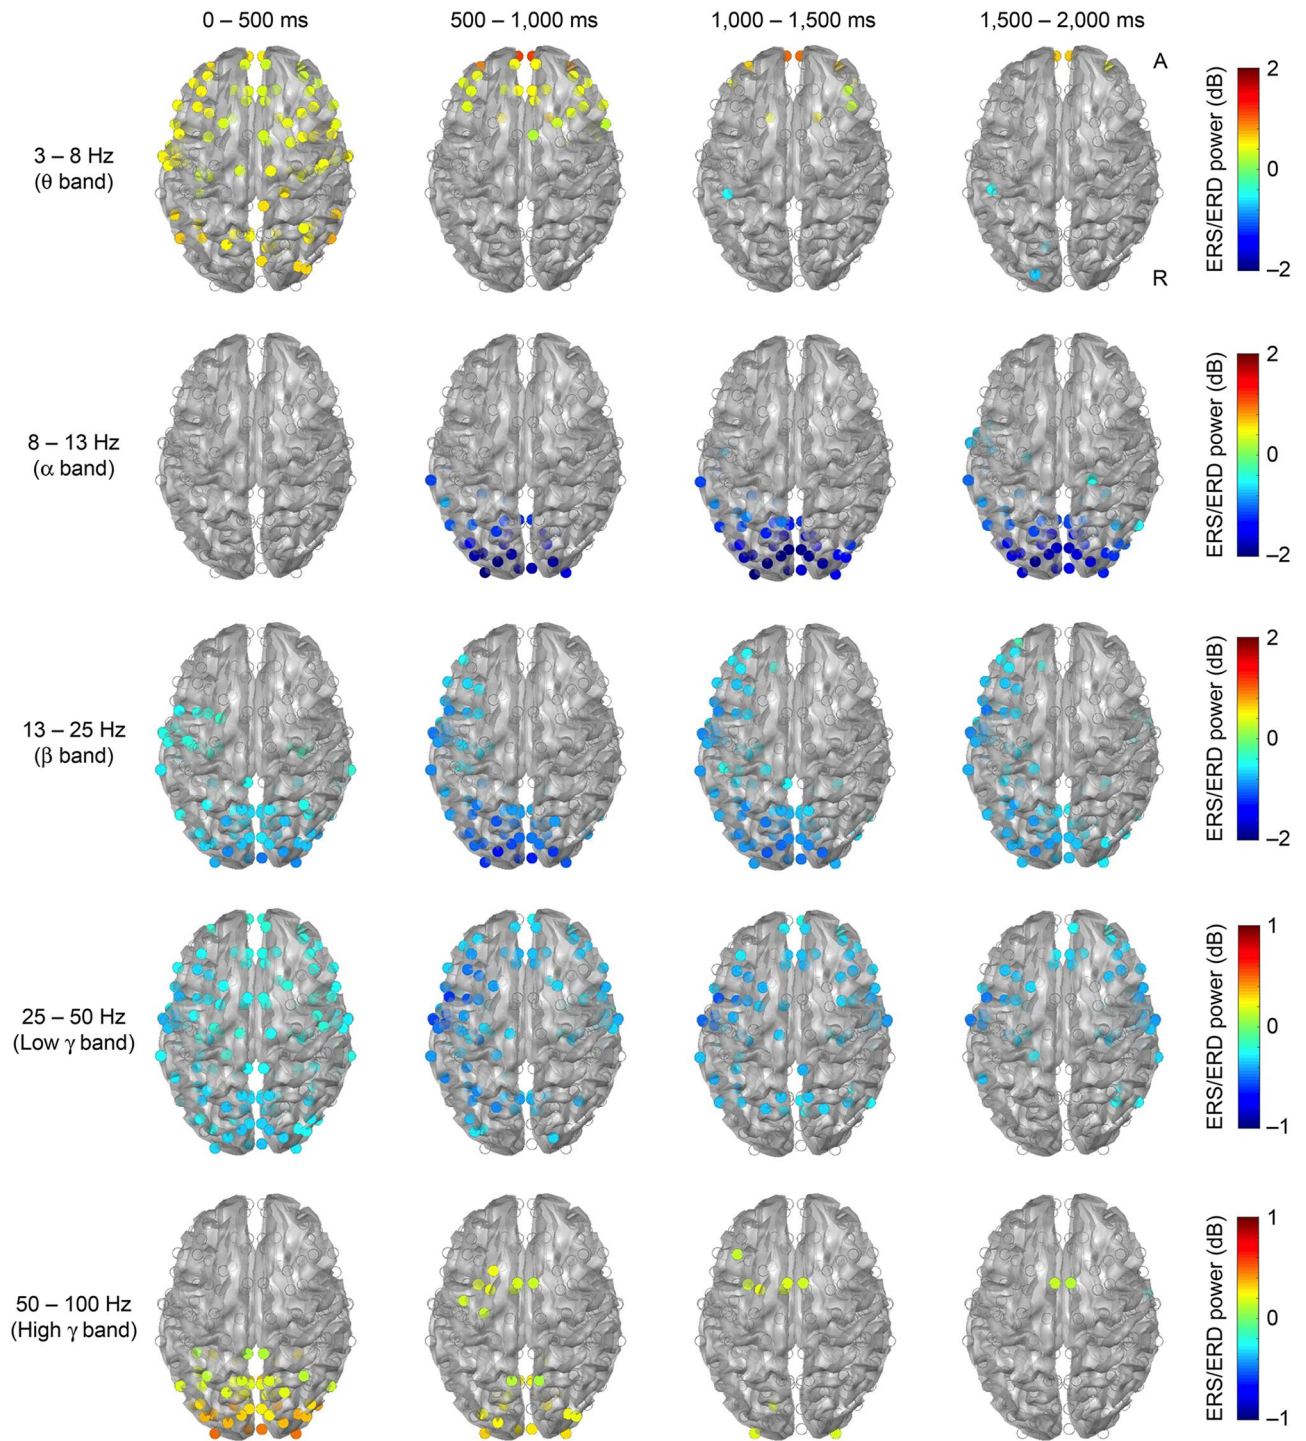 0 – 500 ms
500 – 1,000 ms
1,000 – 1,500 ms
1,500 – 2,000 ms
3 – 8 Hz
(θ band)
A
R
ERS/ERD power (dB)
2
0
–2
8 – 13 Hz
(α band)
ERS/ERD power (dB)
2
0
–2
13 – 25 Hz
(β band)
ERS/ERD power (dB)
2
0
–2
25 – 50 Hz
(Low γ band)
ERS/ERD power (dB)
1
0
–1
50 – 100 Hz
(High γ band)
ERS/ERD power (dB)
1
0
–1